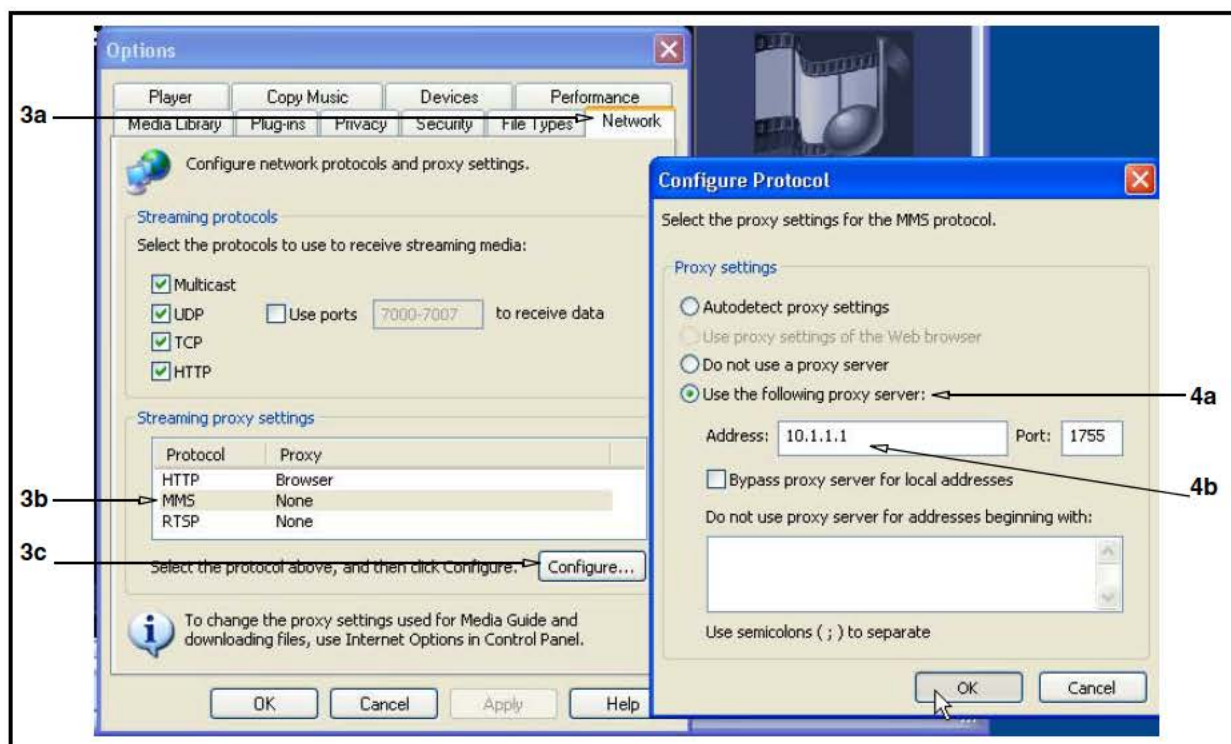 Options
Player Copy Music Devices Performance
3a
Media Library Plug-ins Privacy Security File Types Network
Configure network protocols and proxy settings.
Streaming protocols
Select the protocols to use to receive streaming media:
Multicast
UDP Use ports 7000-7007 to receive data
TCP
HTTP
Streaming proxy settings
Protocol Proxy
HTTP Browser
3b
MMS None
RTSP None
3c
Select the protocol above, and then click Configure. Configure...
To change the proxy settings used for Media Guide and
downloading files, use Internet Options in Control Panel.
OK Cancel Apply Help
Configure Protocol
Select the proxy settings for the MMS protocol.
Proxy settings
Autodetect proxy settings
Use proxy settings of the Web browser
Do not use a proxy server
Use the following proxy server:
4a
Address: 10.1.1.1 Port: 1755
4b
Bypass proxy server for local addresses
Do not use proxy server for addresses beginning with:
Use semicolons ( ; ) to separate
OK Cancel